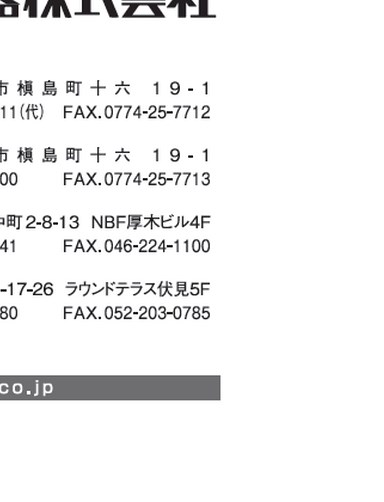 株式会社
市槇島町十六 19-1
11(代) FAX.0774-25-7712
市槇島町十六 19-1
00 FAX.0774-25-7713
中町2-8-13 NBF厚木ビル4F
41 FAX.046-224-1100
-17-26 ラウンドテラス伏見5F
80 FAX.052-203-0785
co.jp